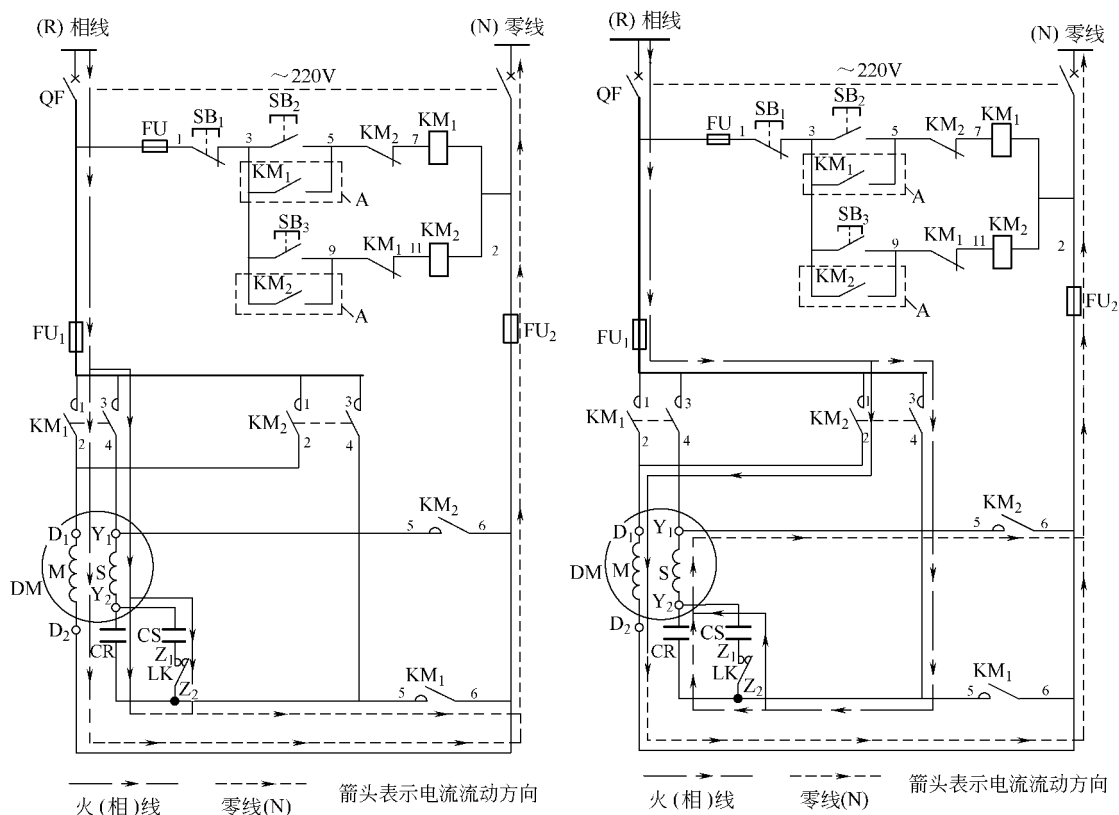 (R) 相线
(N) 零线
～220V
QF
FU
1
SB1
3
SB2
5
KM2
7
KM1
KM1
A
SB3
9
KM1
11
KM2
2
KM2
A
FU1
FU2
1
3
KM1
2
4
1
3
KM2
2
4
KM2
5
6
D1
Y1
M
S
DM
Y2
D2
CR
CS
Z1
LK
Z2
KM1
5
6
火(相)线
零线(N)
箭头表示电流流动方向
(R) 相线
(N) 零线
～220V
QF
FU
1
SB1
3
SB2
5
KM2
7
KM1
KM1
A
SB3
9
KM1
11
KM2
2
KM2
A
FU1
FU2
1
3
KM1
2
4
1
3
KM2
2
4
KM2
5
6
D1
Y1
M
S
DM
Y2
D2
CR
CS
Z1
LK
Z2
KM1
5
6
火(相)线
零线(N)
箭头表示电流流动方向